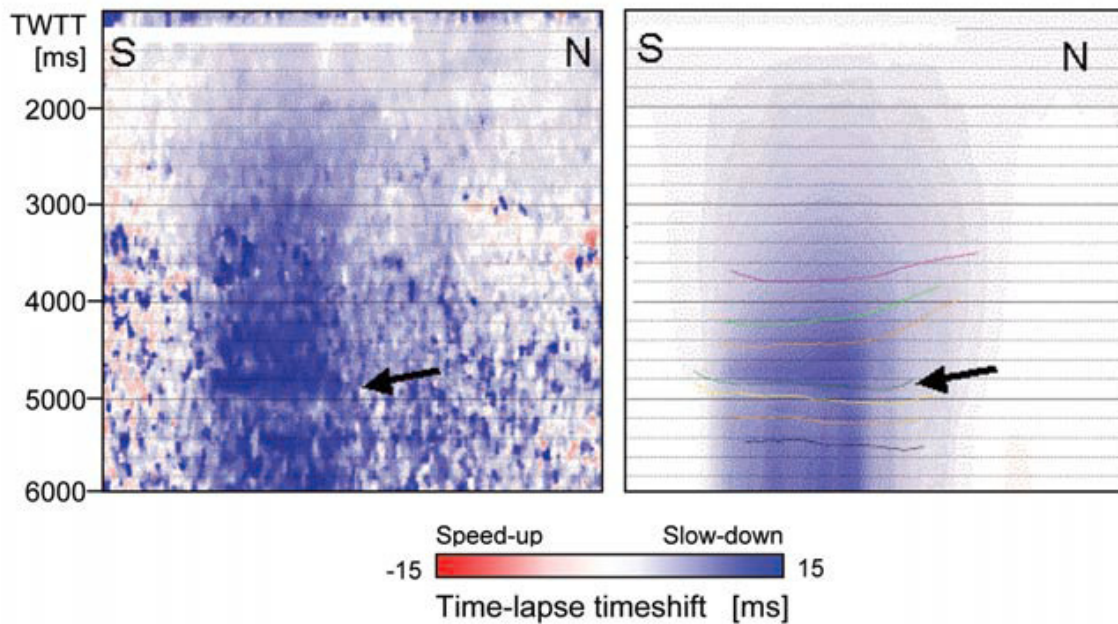 TWTT
[ms]
S
N
S
N
2000
3000
4000
5000
6000
Speed-up
Slow-down
-15
15
Time-lapse timeshift [ms]